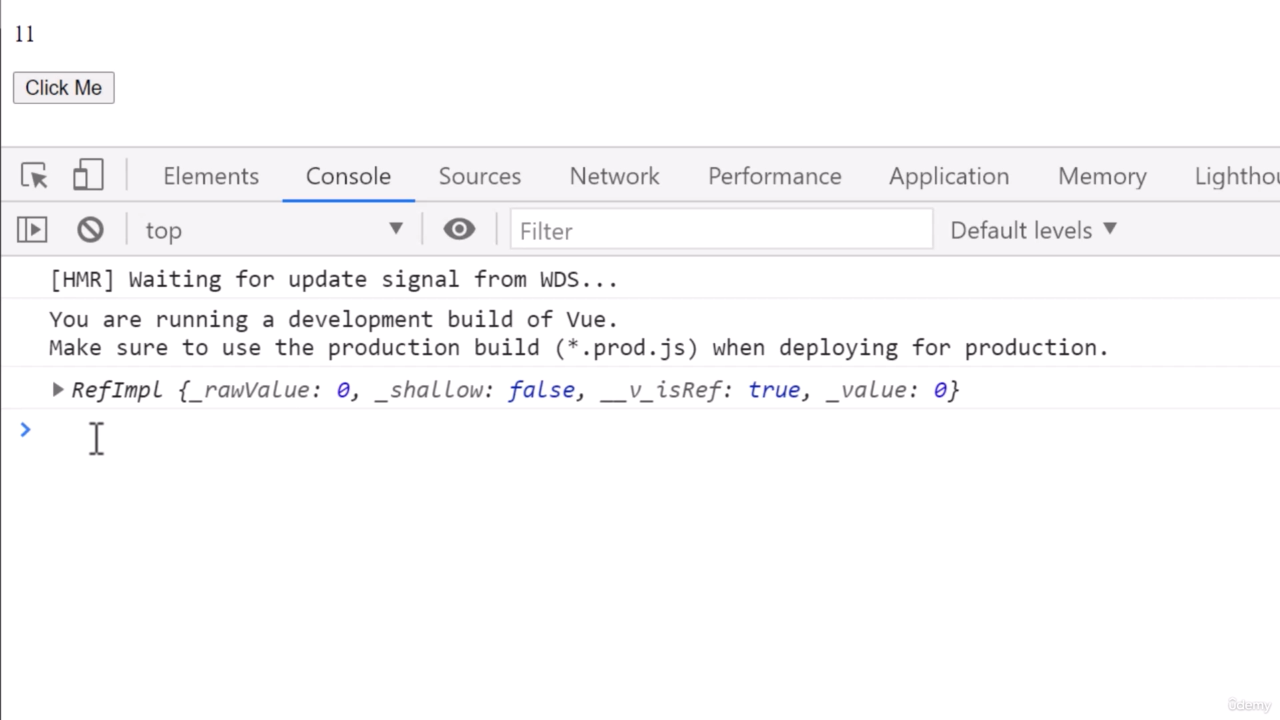 11
Click Me
Elements Console Sources Network Performance Application Memory Lightho
top Filter Default levels
[HMR] Waiting for update signal from WDS...
You are running a development build of Vue.
Make sure to use the production build (*.prod.js) when deploying for production.
RefImpl {_rawValue: 0, _shallow: false, __v_isRef: true, _value: 0}
ûdemy